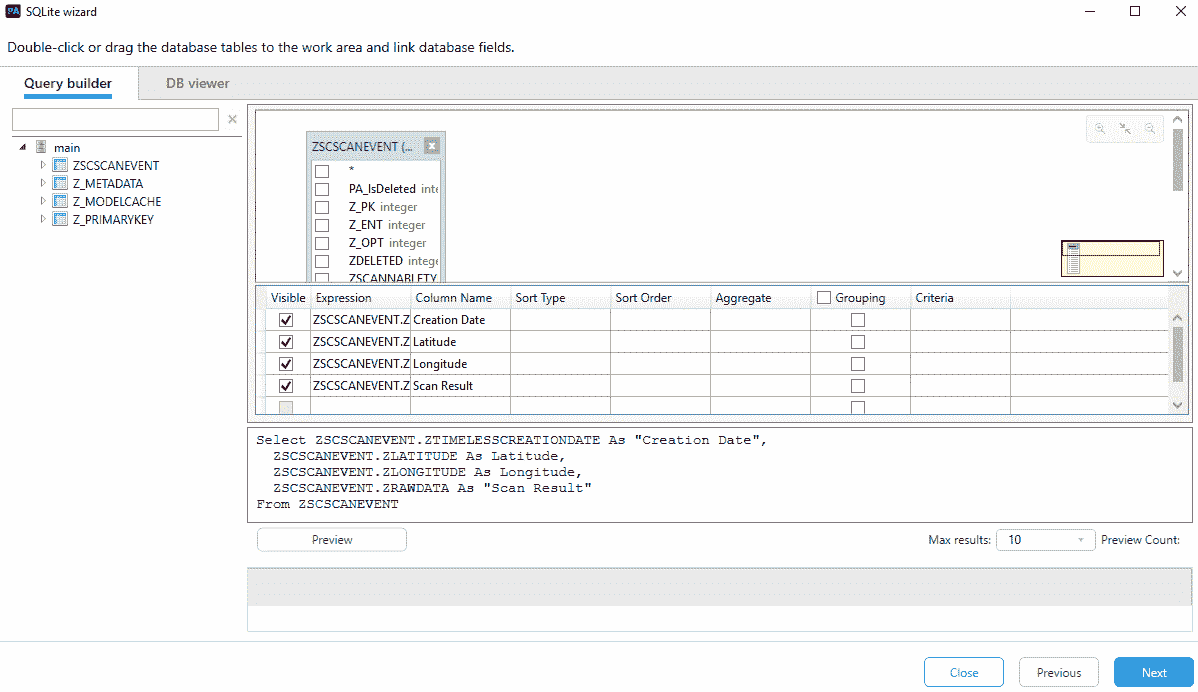 PA SQLite wizard
Double-click or drag the database tables to the work area and link database fields.
Query builder DB viewer
main
ZSCSCANEVENT
Z_METADATA
Z_MODELCACHE
Z_PRIMARYKEY
ZSCSCANEVENT (...
*
PA_IsDeleted inte
Z_PK integer
Z_ENT integer
Z_OPT integer
ZDELETED intege
ZSCANNABLETY
Visible Expression Column Name Sort Type Sort Order Aggregate Grouping Criteria
ZSCSCANEVENT.Z Creation Date
ZSCSCANEVENT.Z Latitude
ZSCSCANEVENT.Z Longitude
ZSCSCANEVENT.Z Scan Result
Select ZSCSCANEVENT.ZTIMELESSCREATIONDATE As "Creation Date",
ZSCSCANEVENT.ZLATITUDE As Latitude,
ZSCSCANEVENT.ZLONGITUDE As Longitude,
ZSCSCANEVENT.ZRAWDATA As "Scan Result"
From ZSCSCANEVENT
Preview Max results: 10 Preview Count:
Close Previous Next